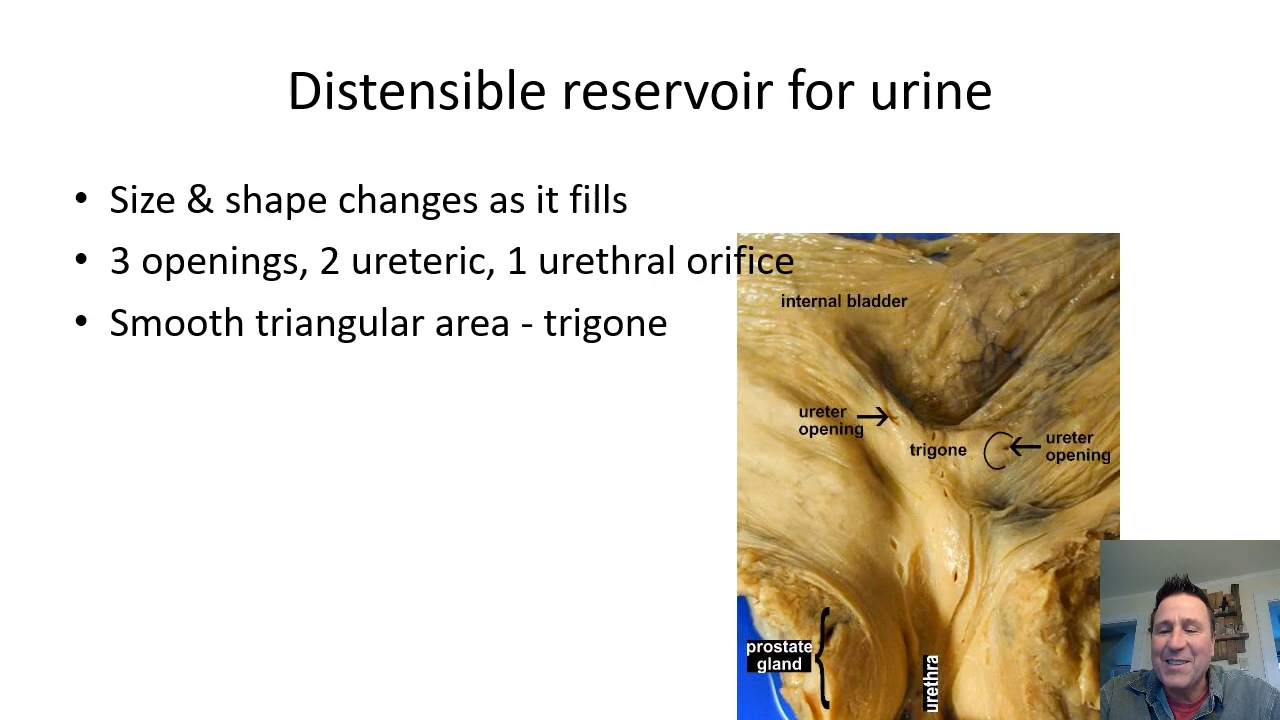 Distensible reservoir for urine
• Size & shape changes as it fills
• 3 openings, 2 ureteric, 1 urethral orifice
• Smooth triangular area - trigone
internal bladder
ureter
opening
trigone
ureter
opening
prostate
gland
urethra